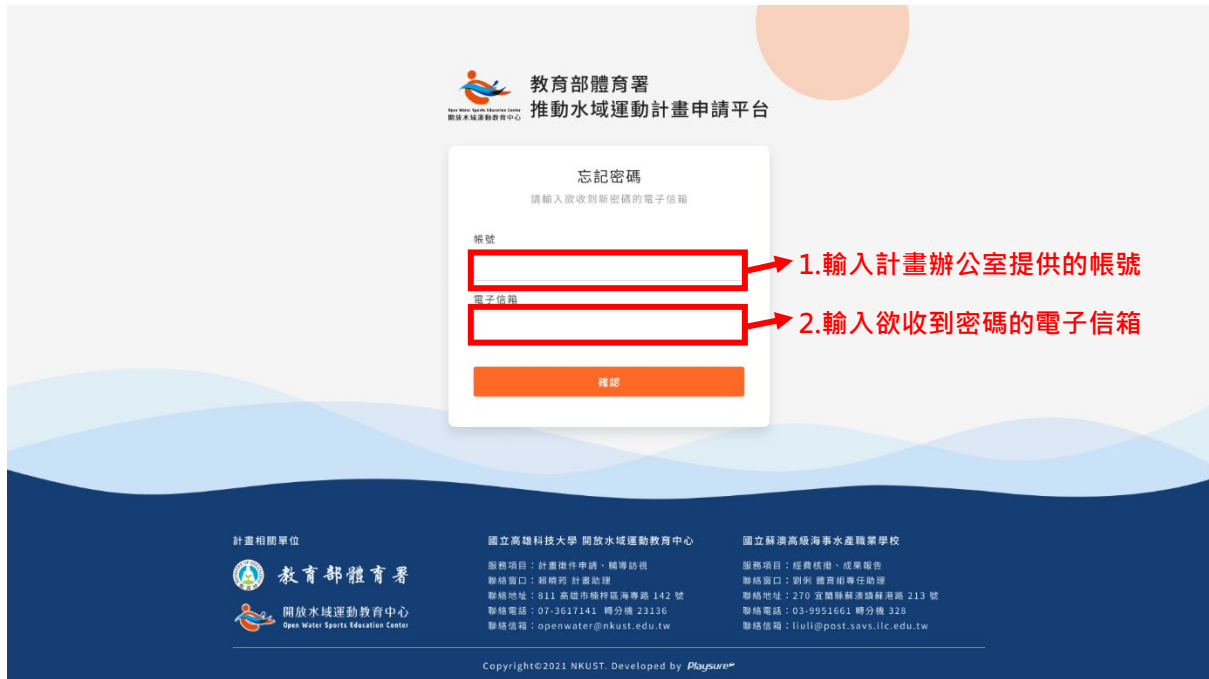 教育部體育署
推動水域運動計畫申請平台
Open Water Sports Education Center
開放水域運動教育中心
忘記密碼
請輸入欲收到新密碼的電子信箱
帳號
1.輸入計畫辦公室提供的帳號
電子信箱
2.輸入欲收到密碼的電子信箱
確認
計畫相關單位
教育部體育署
開放水域運動教育中心
Open Water Sports Education Center
國立高雄科技大學 開放水域運動教育中心
服務項目：計畫徵件申請、輔導訪視
聯絡窗口：賴曉菀 計畫助理
聯絡地址：811 高雄市楠梓區海專路 142 號
聯絡電話：07-3617141 轉分機 23136
聯絡信箱：openwater@nkust.edu.tw
國立蘇澳高級海事水產職業學校
服務項目：經費核撥、成果報告
聯絡窗口：劉俐 體育組專任助理
聯絡地址：270 宜蘭縣蘇澳鎮蘇港路 213 號
聯絡電話：03-9951661 轉分機 328
聯絡信箱：liuli@post.savs.ilc.edu.tw
Copyright©2021 NKUST. Developed by Playsure